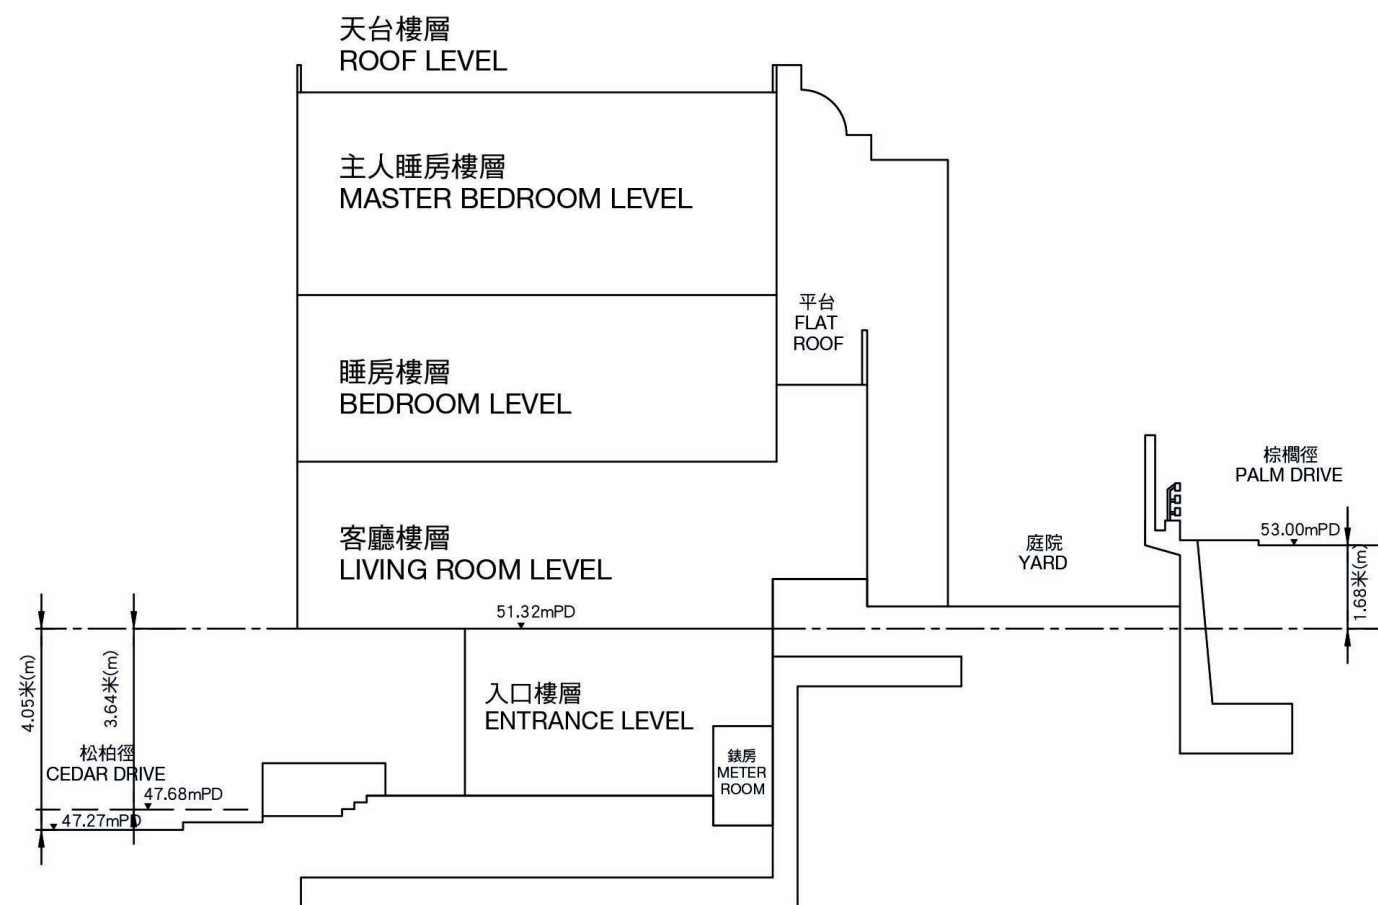 天台樓層
ROOF LEVEL
主人睡房樓層
MASTER BEDROOM LEVEL
平台
FLAT
ROOF
睡房樓層
BEDROOM LEVEL
棕櫚徑
PALM DRIVE
53.00mPD
客廳樓層
LIVING ROOM LEVEL
庭院
YARD
1.68米(m)
51.32mPD
4.05米(m)
3.64米(m)
入口樓層
ENTRANCE LEVEL
松柏徑
CEDAR DRIVE
錶房
METER
ROOM
47.68mPD
47.27mPD